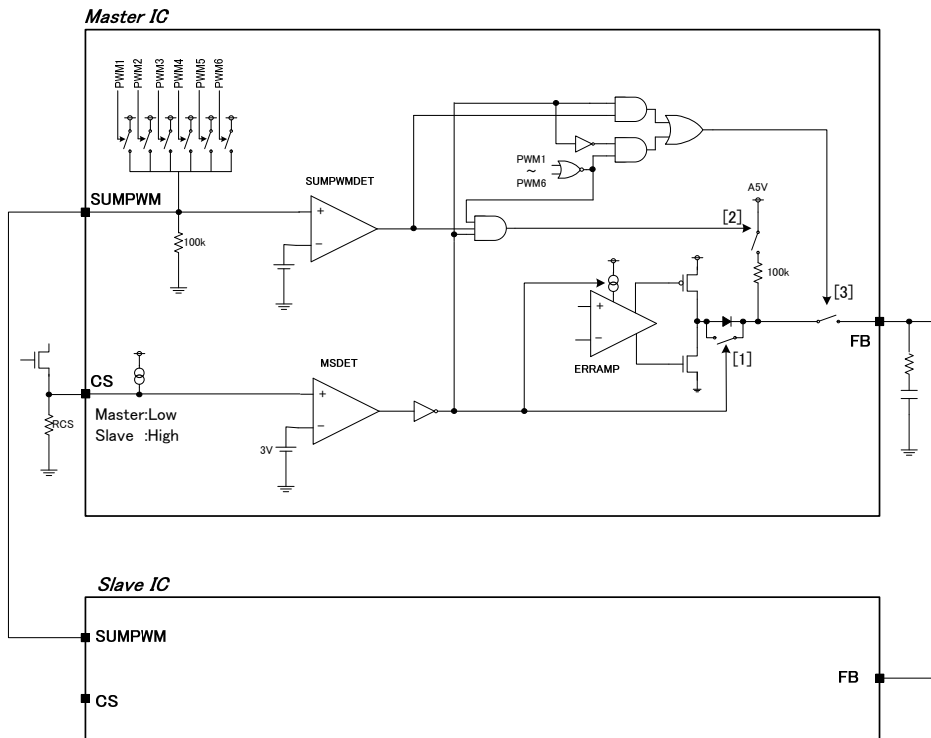 Master IC
PWM1
PWM2
PWM3
PWM4
PWM5
PWM6
SUMPWM
SUMPWMDET
+
−
100k
PWM1
～
PWM6
[2]
A5V
100k
[3]
FB
+
−
ERRAMP
[1]
CS
RCS
Master:Low
Slave :High
MSDET
+
−
3V
Slave IC
SUMPWM
CS
FB